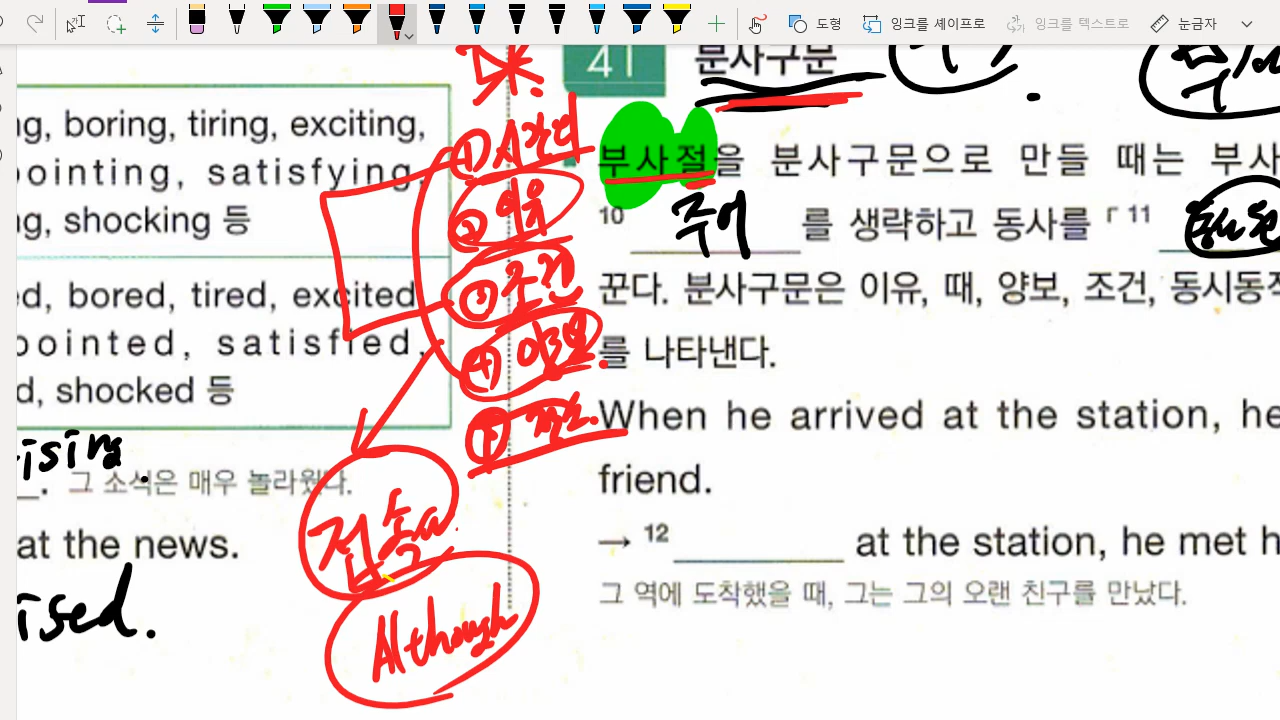 도형
잉크를 셰이프로
잉크를 텍스트로
눈금자
ng, boring, tiring, exciting,
pointing, satisfying,
ng, shocking 등
ed, bored, tired, excited
pointed, satisfied,
d, shocked 등
ising.
. 그 소식은 매우 놀라웠다.
at the news.
ised.
① 시간
② 이유
③ 조건
④ 양보
⑤
접속사
Although
41 분사구문
부사절을 분사구문으로 만들 때는 부사
10 주어 를 생략하고 동사를 「 11
꾼다. 분사구문은 이유, 때, 양보, 조건, 동시동작
를 나타낸다.
When he arrived at the station, he
friend.
→ 12 ________ at the station, he met h
그 역에 도착했을 때, 그는 그의 오랜 친구를 만났다.